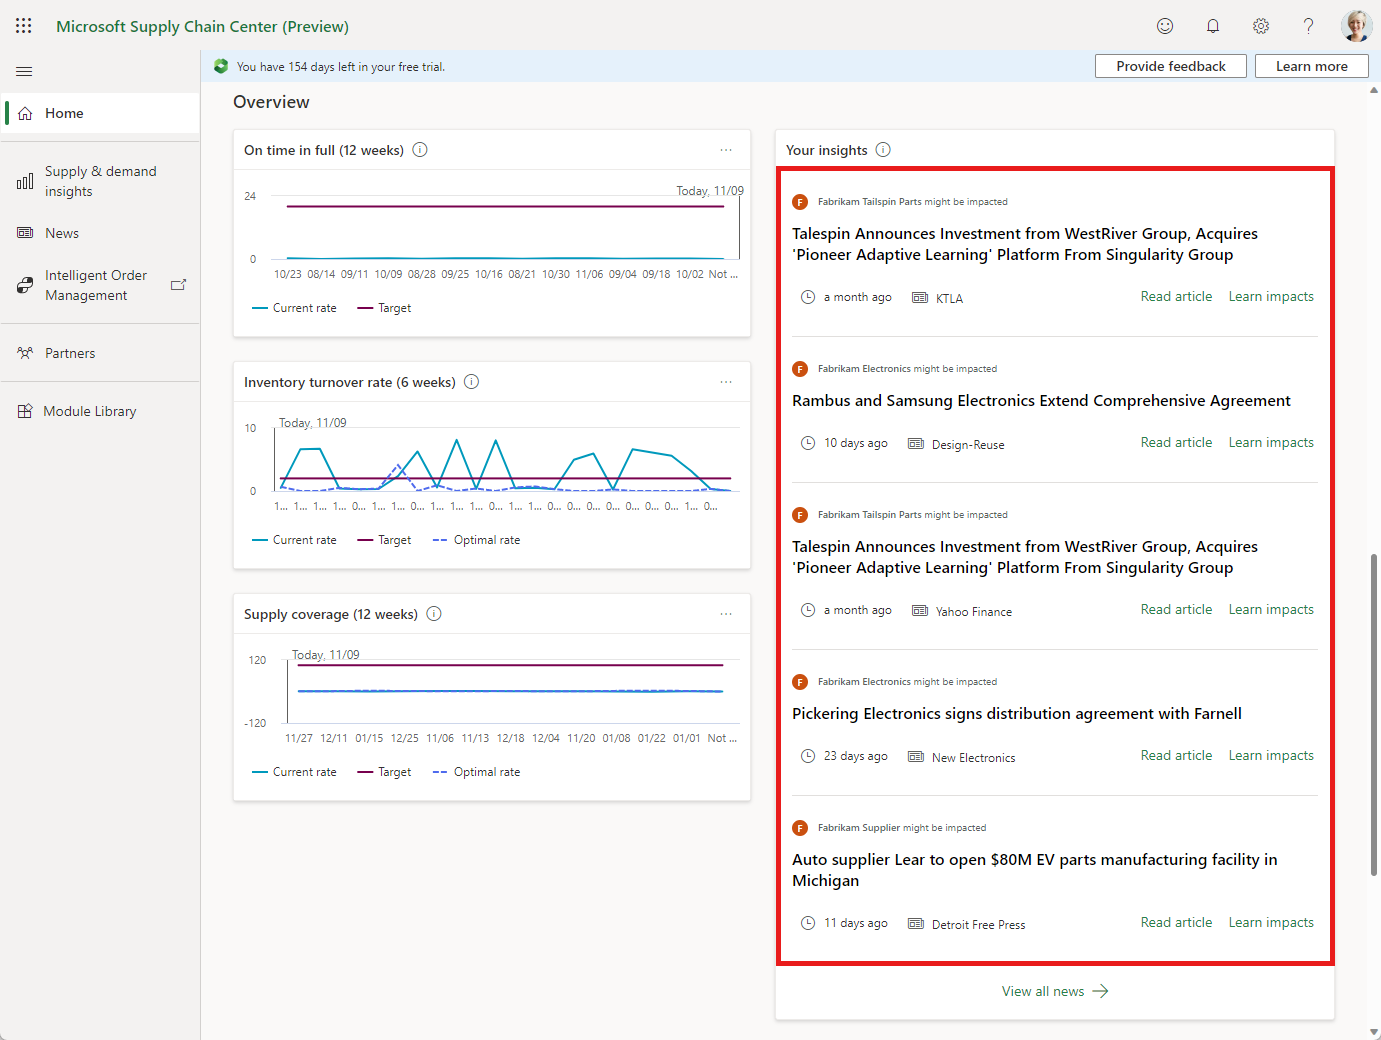 Microsoft Supply Chain Center (Preview)
You have 154 days left in your free trial.
Provide feedback
Learn more
Home
Supply & demand
insights
News
Intelligent Order
Management
Partners
Module Library
Overview
On time in full (12 weeks)
Today, 11/09
24
0
10/23 08/14 09/11 10/09 08/28 09/25 10/16 08/21 10/30 11/06 09/04 09/18 10/02 Not ...
Current rate Target
Inventory turnover rate (6 weeks)
Today, 11/09
10
0
1... 1... 1... 1... 0... 1... 1... 0... 1... 1... 1... 0... 1... 1... 0... 0... 0... 0... 0... 0... 0... 1... 0...
Current rate Target Optimal rate
Supply coverage (12 weeks)
Today, 11/09
120
-120
11/27 12/11 01/15 12/25 11/06 11/13 12/18 12/04 11/20 01/08 01/22 01/01 Not ...
Current rate Target Optimal rate
Your insights
F Fabrikam Tailspin Parts might be impacted
Talespin Announces Investment from WestRiver Group, Acquires
'Pioneer Adaptive Learning' Platform From Singularity Group
a month ago KTLA Read article Learn impacts
F Fabrikam Electronics might be impacted
Rambus and Samsung Electronics Extend Comprehensive Agreement
10 days ago Design-Reuse Read article Learn impacts
F Fabrikam Tailspin Parts might be impacted
Talespin Announces Investment from WestRiver Group, Acquires
'Pioneer Adaptive Learning' Platform From Singularity Group
a month ago Yahoo Finance Read article Learn impacts
F Fabrikam Electronics might be impacted
Pickering Electronics signs distribution agreement with Farnell
23 days ago New Electronics Read article Learn impacts
F Fabrikam Supplier might be impacted
Auto supplier Lear to open $80M EV parts manufacturing facility in
Michigan
11 days ago Detroit Free Press Read article Learn impacts
View all news